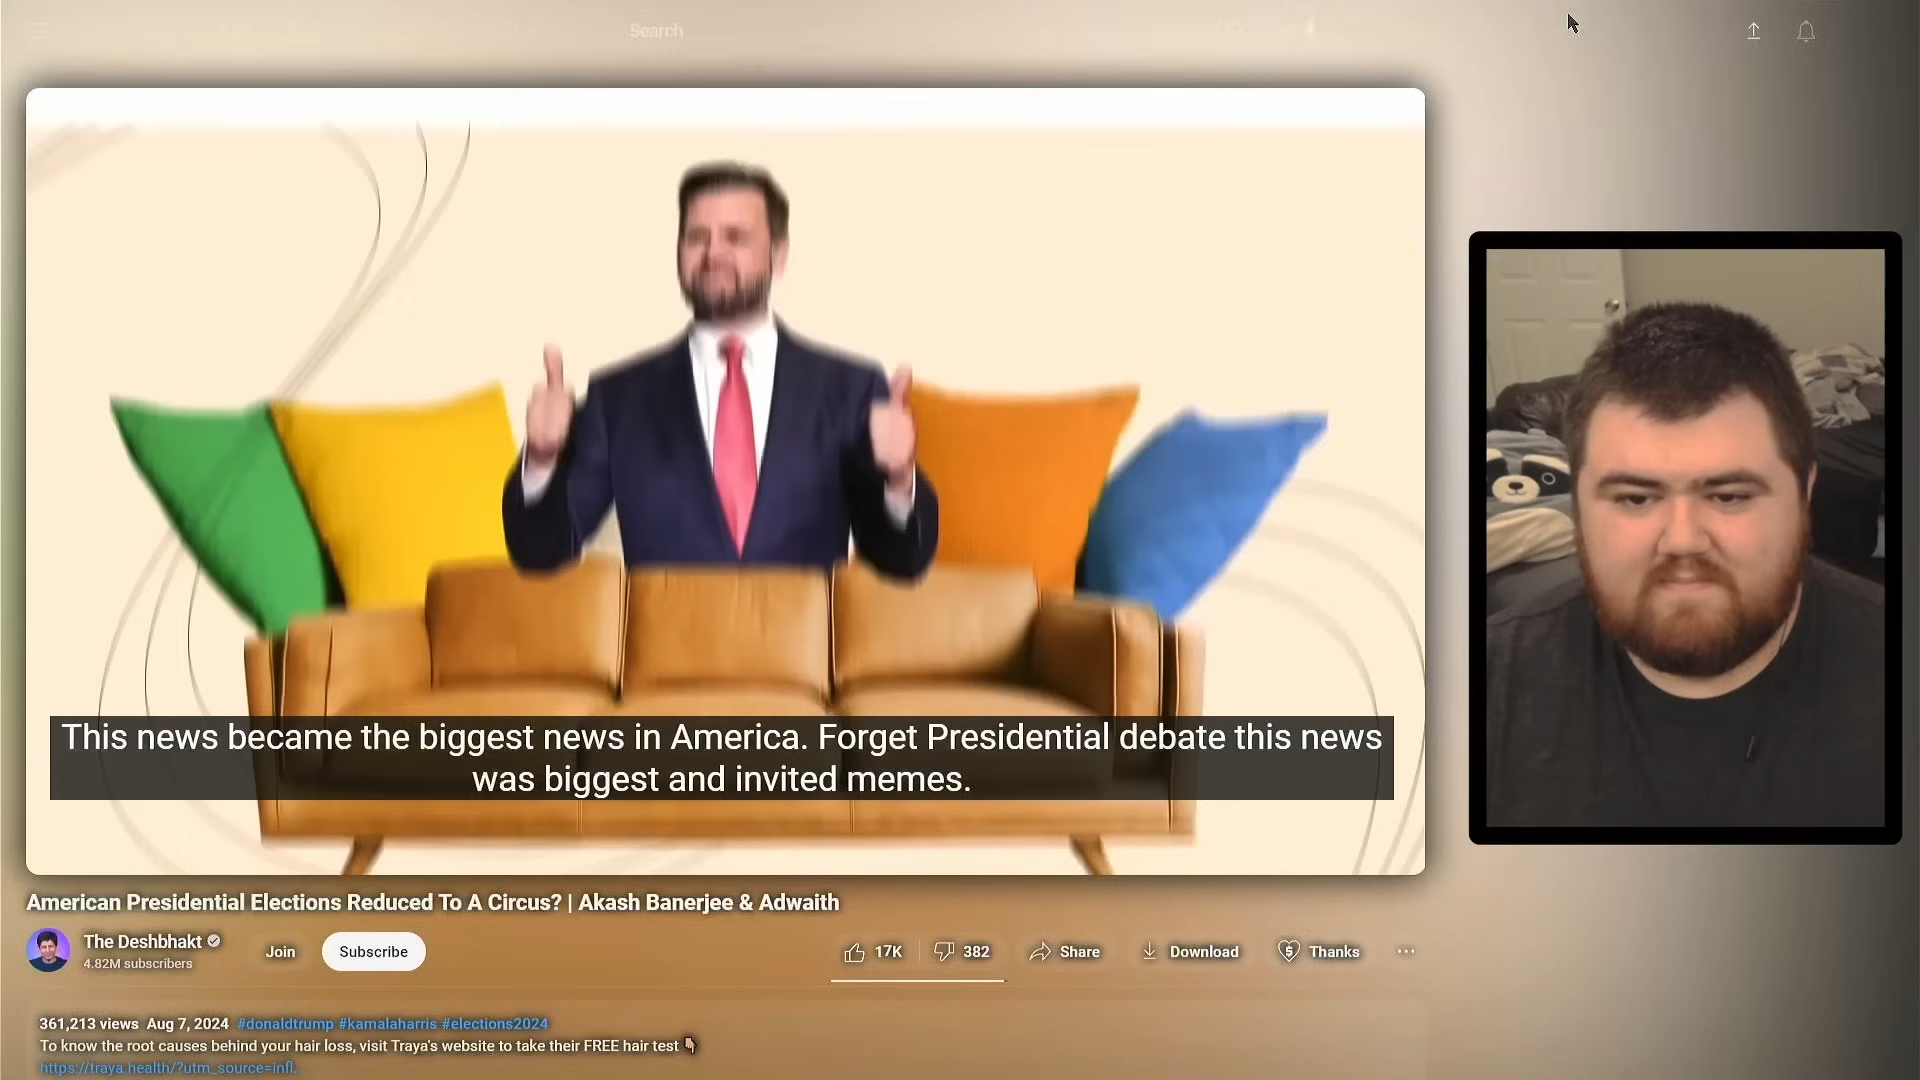 Search
This news became the biggest news in America. Forget Presidential debate this news
was biggest and invited memes.
American Presidential Elections Reduced To A Circus? | Akash Banerjee & Adwaith
The Deshbhakt
4.82M subscribers
Join
Subscribe
17K
382
Share
Download
Thanks
361,213 views Aug 7, 2024 #donaldtrump #kamalaharris #elections2024
To know the root causes behind your hair loss, visit Traya's website to take their FREE hair test
https://traya.health/?utm_source=infl.